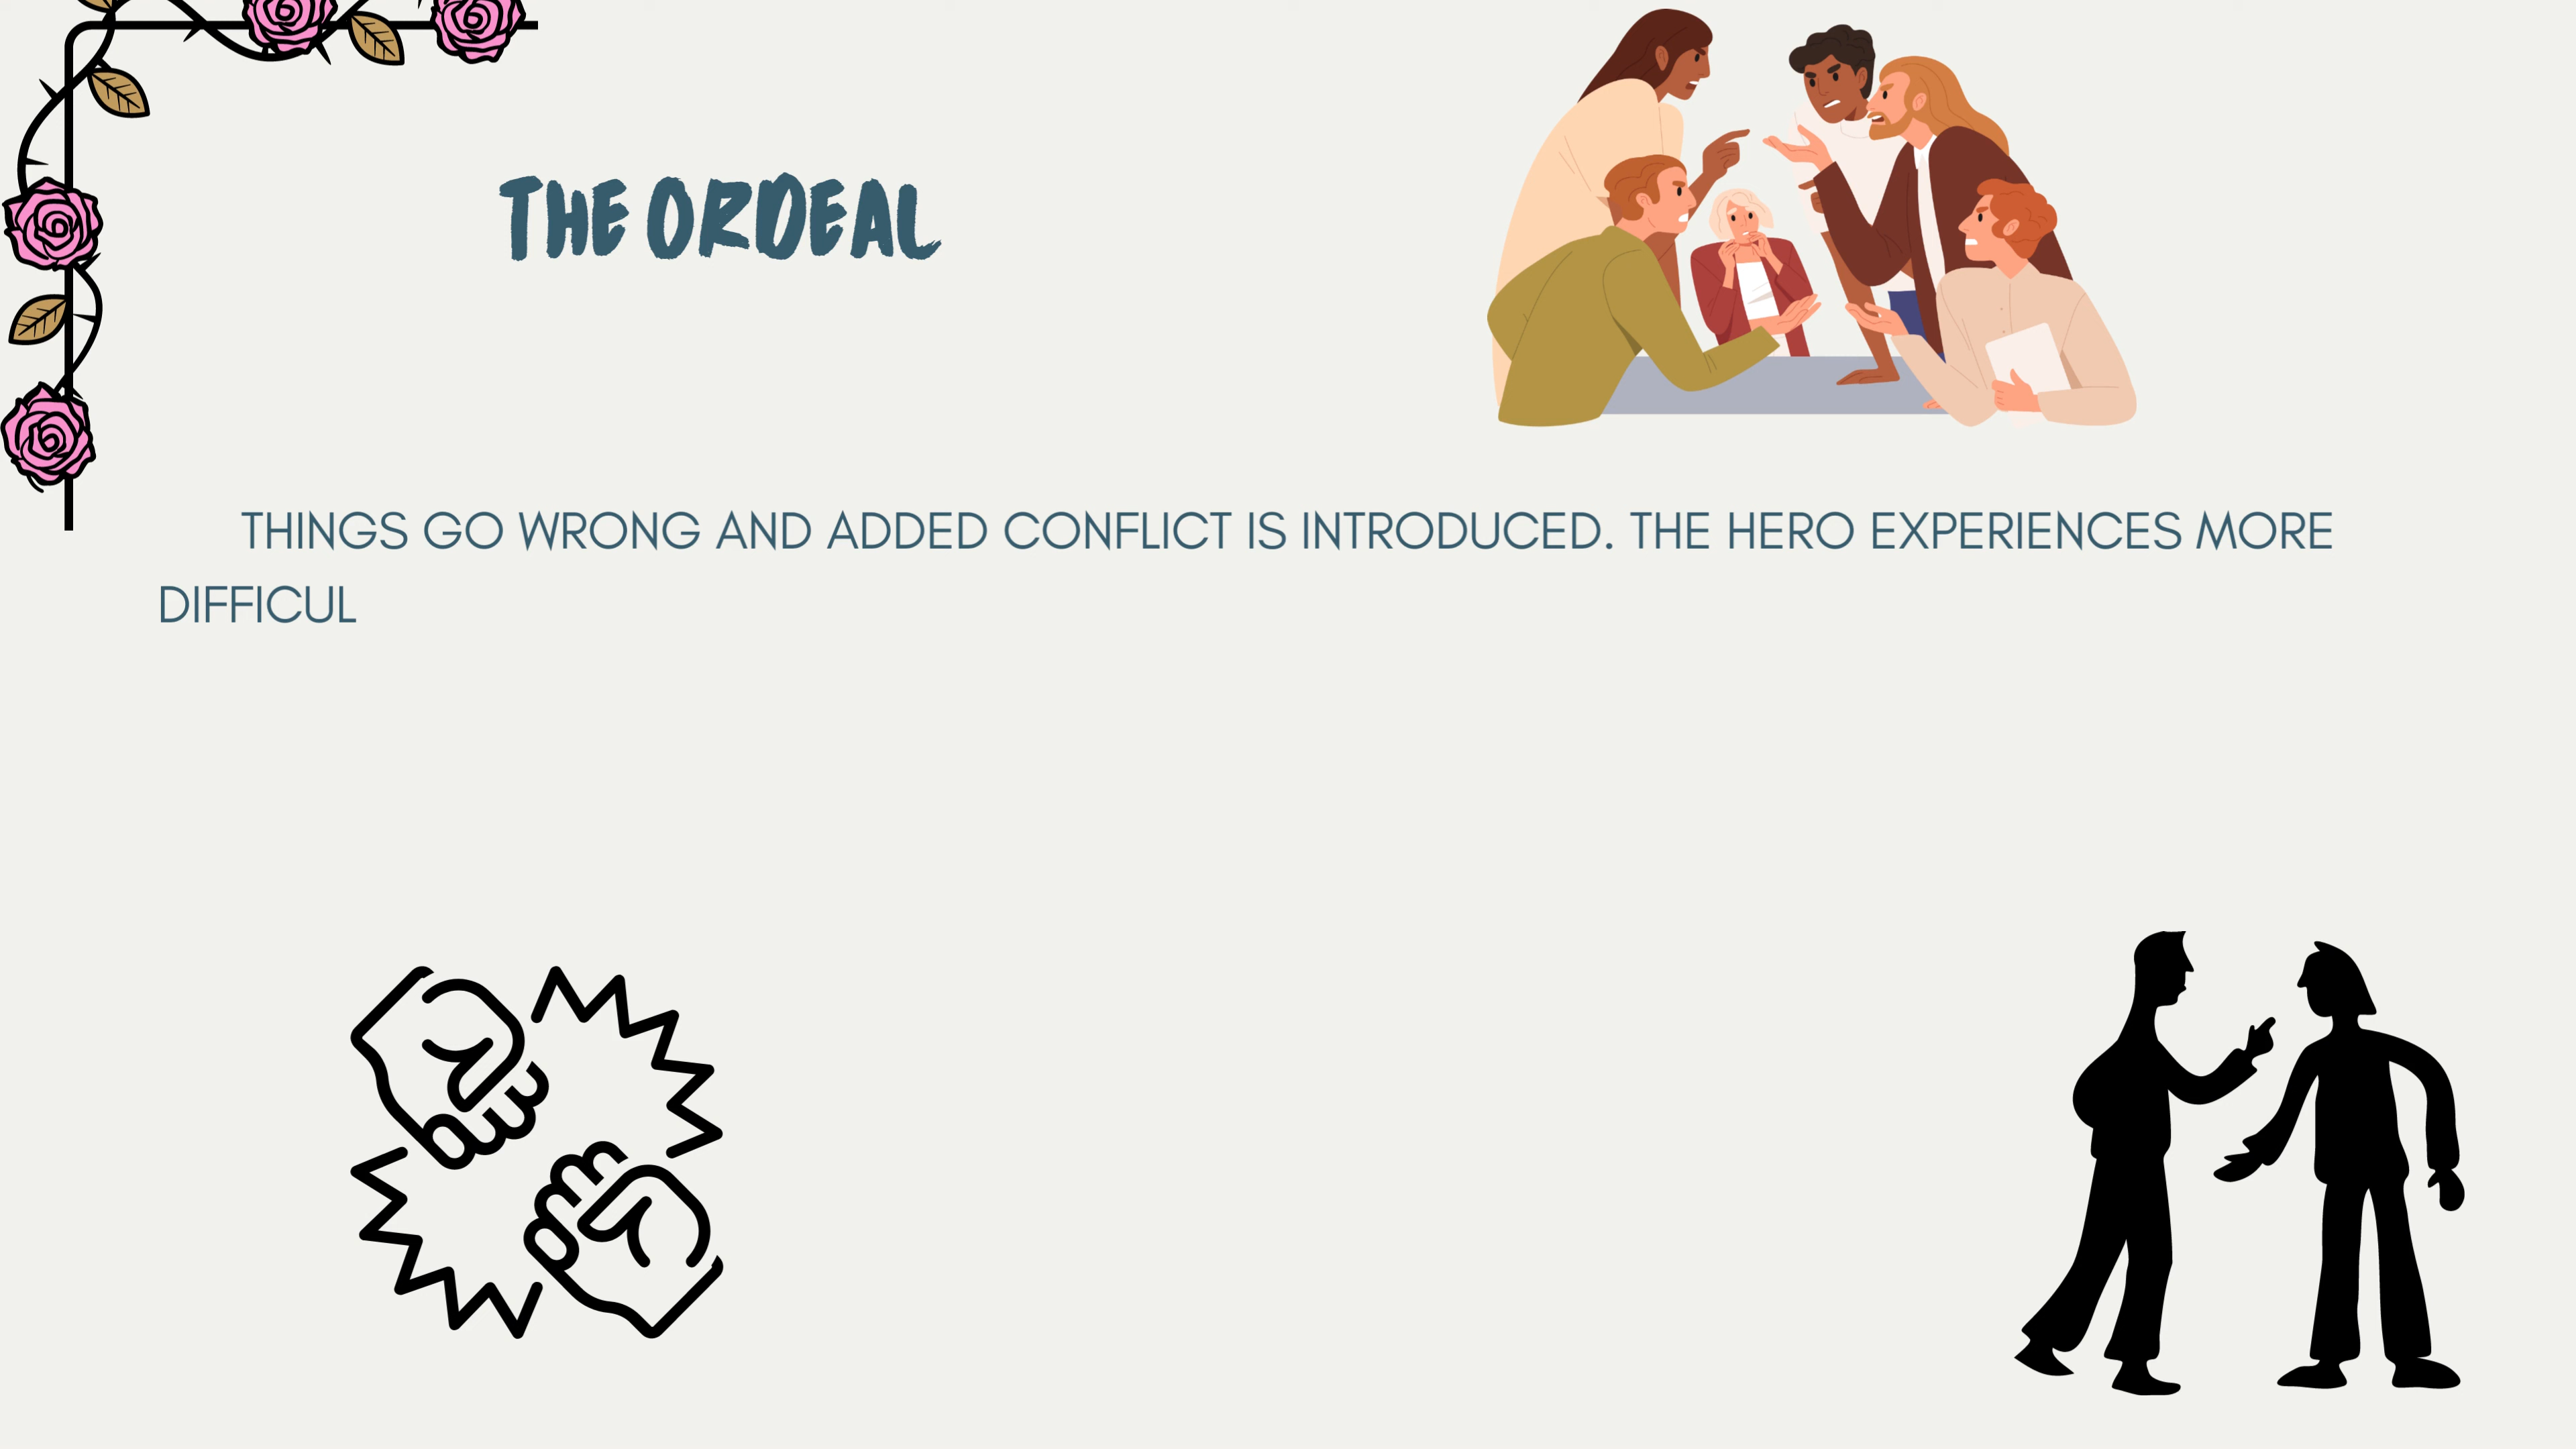 THE ORDEAL
THINGS GO WRONG AND ADDED CONFLICT IS INTRODUCED. THE HERO EXPERIENCES MORE
DIFFICUL